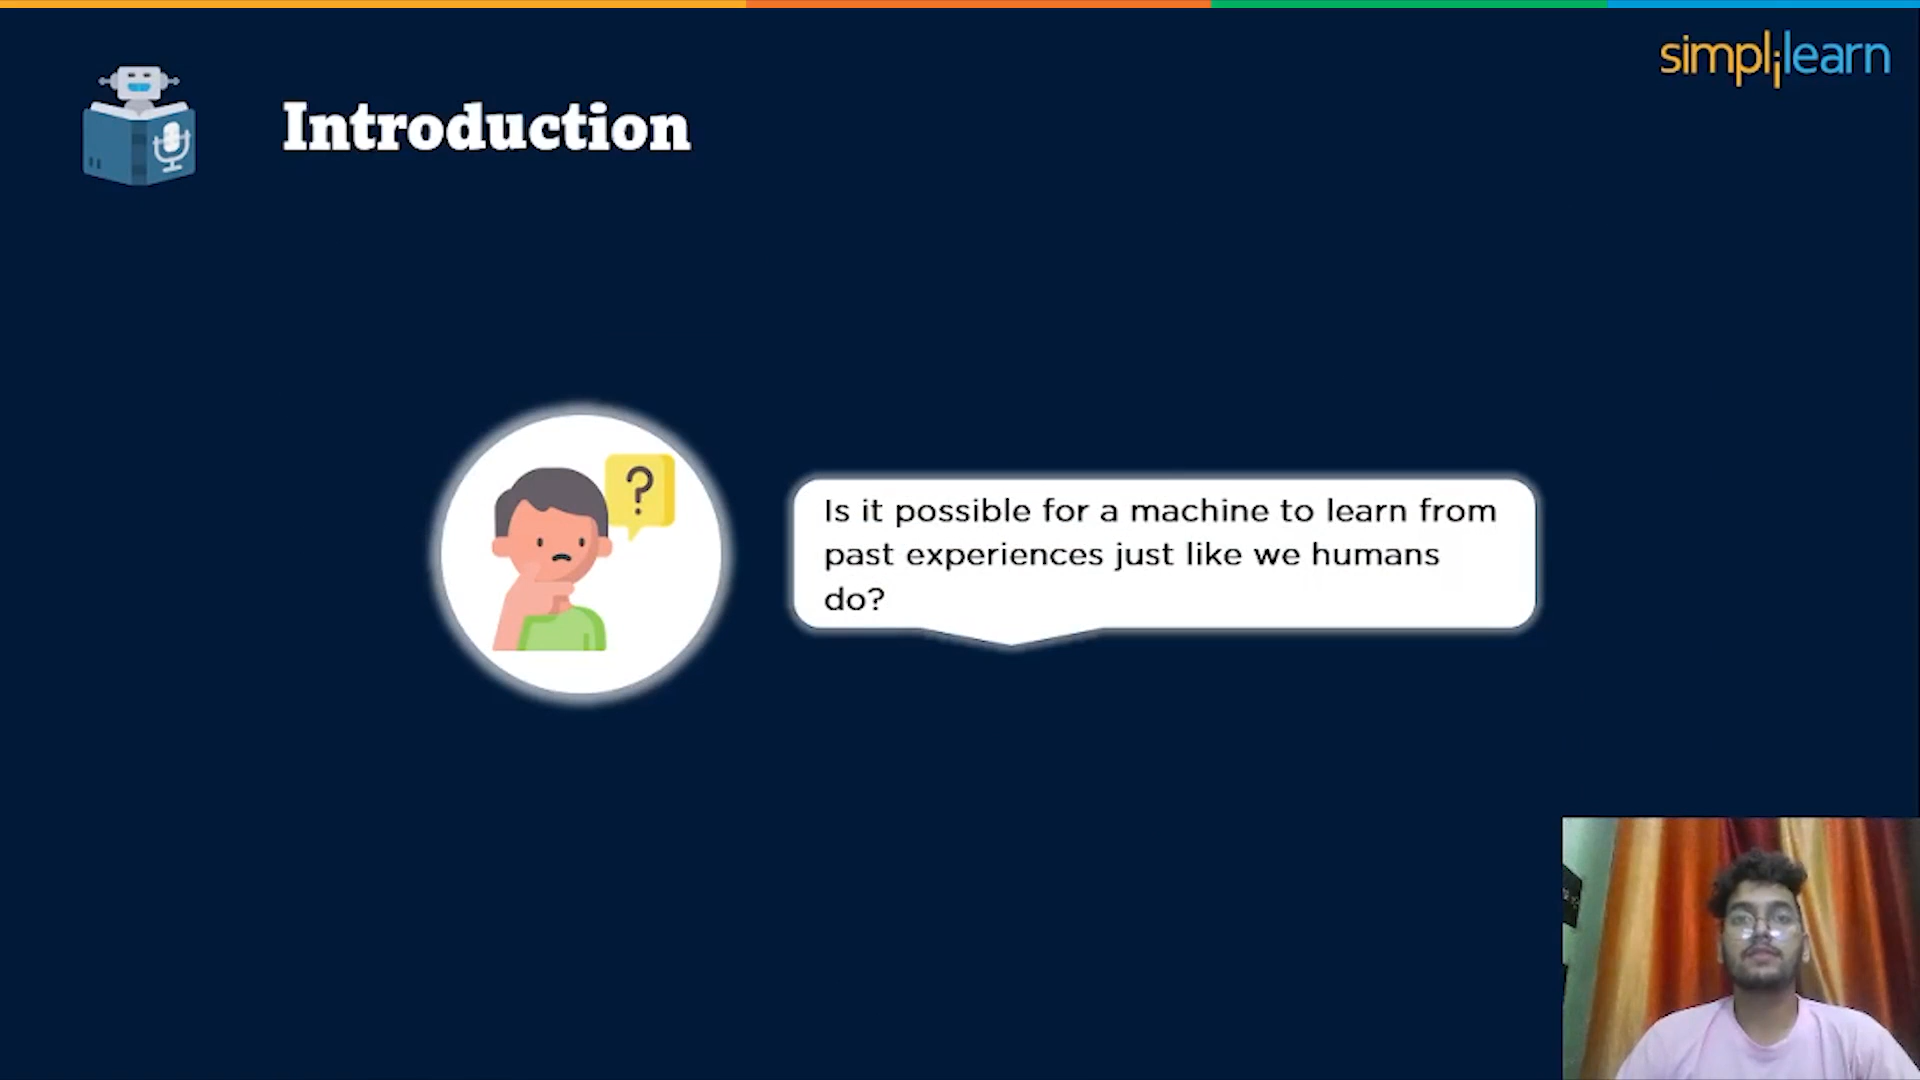 simplilearn
Introduction
?
Is it possible for a machine to learn from
past experiences just like we humans
do?